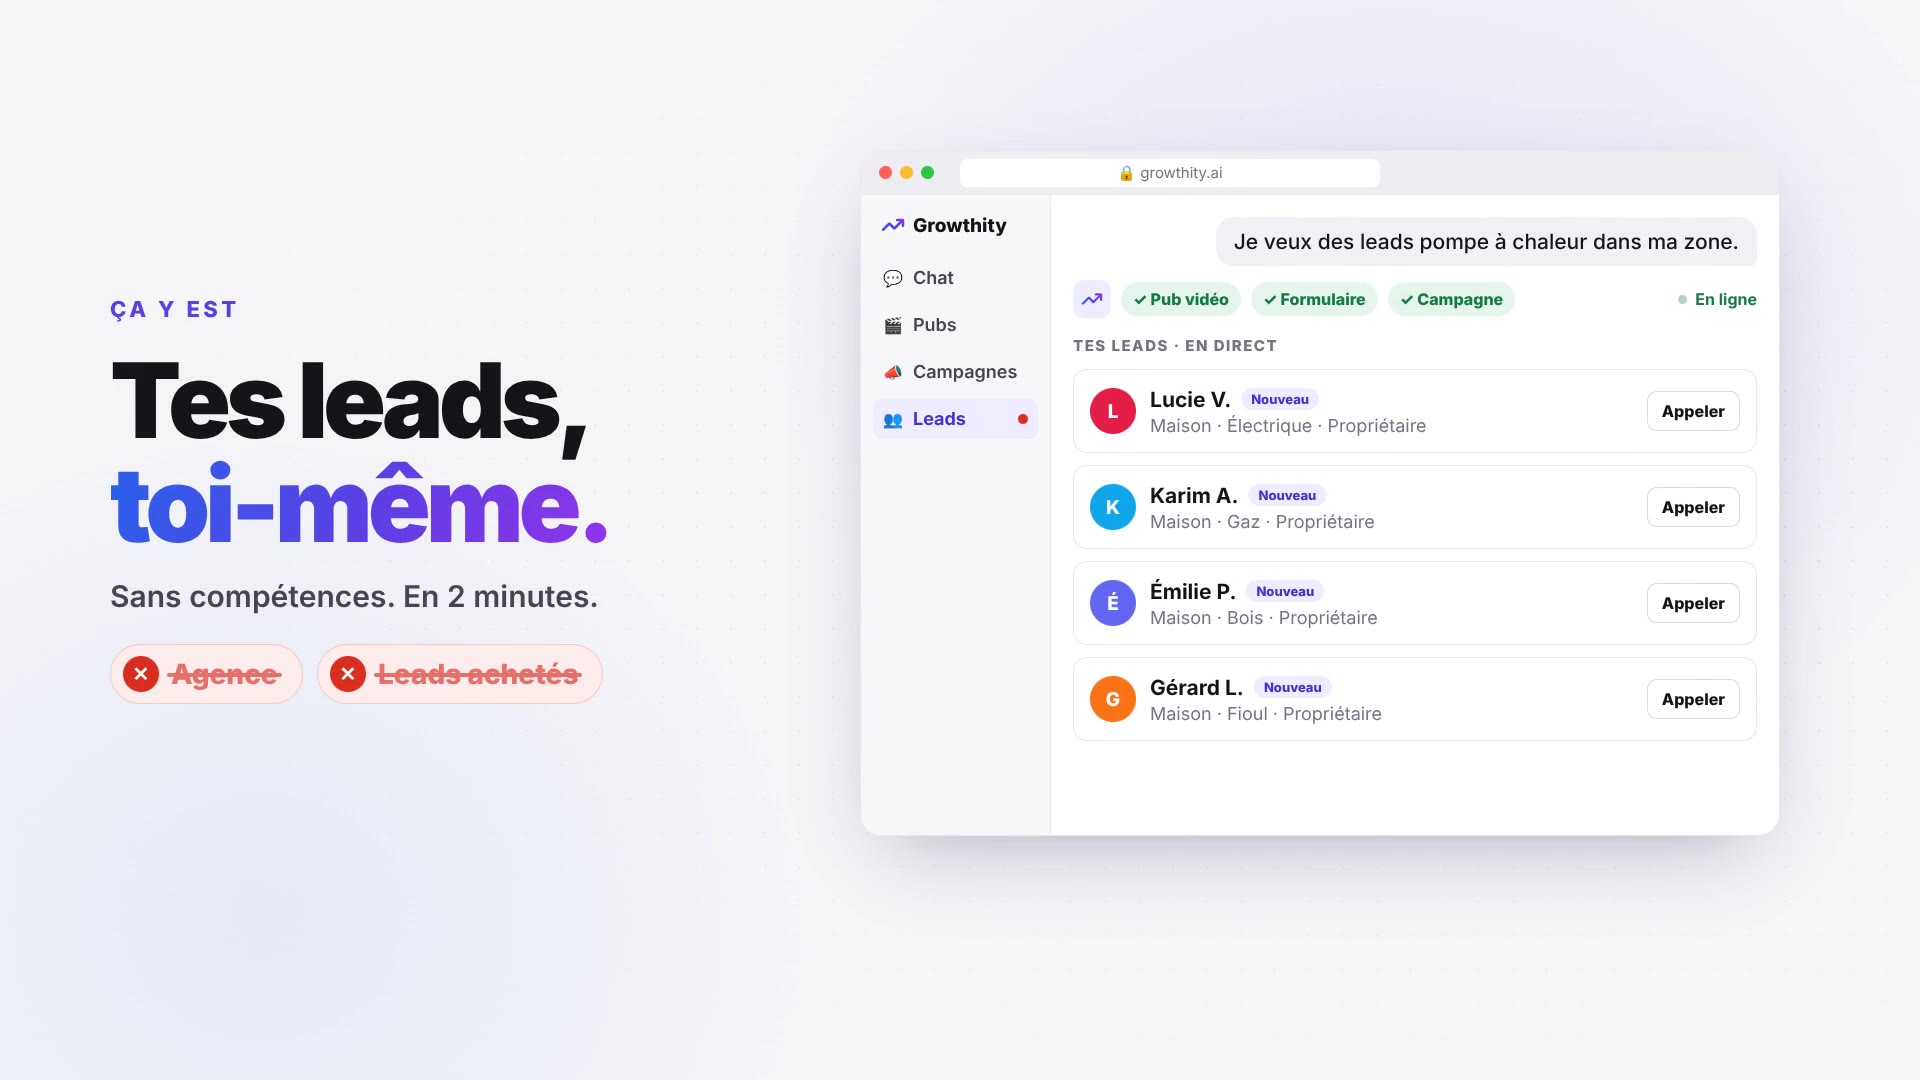 ÇA Y EST
Tes leads,
toi-même.
Sans compétences. En 2 minutes.
Agence
Leads achetés
growthity.ai
Growthity
Chat
Pubs
Campagnes
Leads
Je veux des leads pompe à chaleur dans ma zone.
✓ Pub vidéo ✓ Formulaire ✓ Campagne En ligne
TES LEADS · EN DIRECT
L Lucie V. Nouveau
Maison · Électrique · Propriétaire
Appeler
K Karim A. Nouveau
Maison · Gaz · Propriétaire
Appeler
É Émilie P. Nouveau
Maison · Bois · Propriétaire
Appeler
G Gérard L. Nouveau
Maison · Fioul · Propriétaire
Appeler